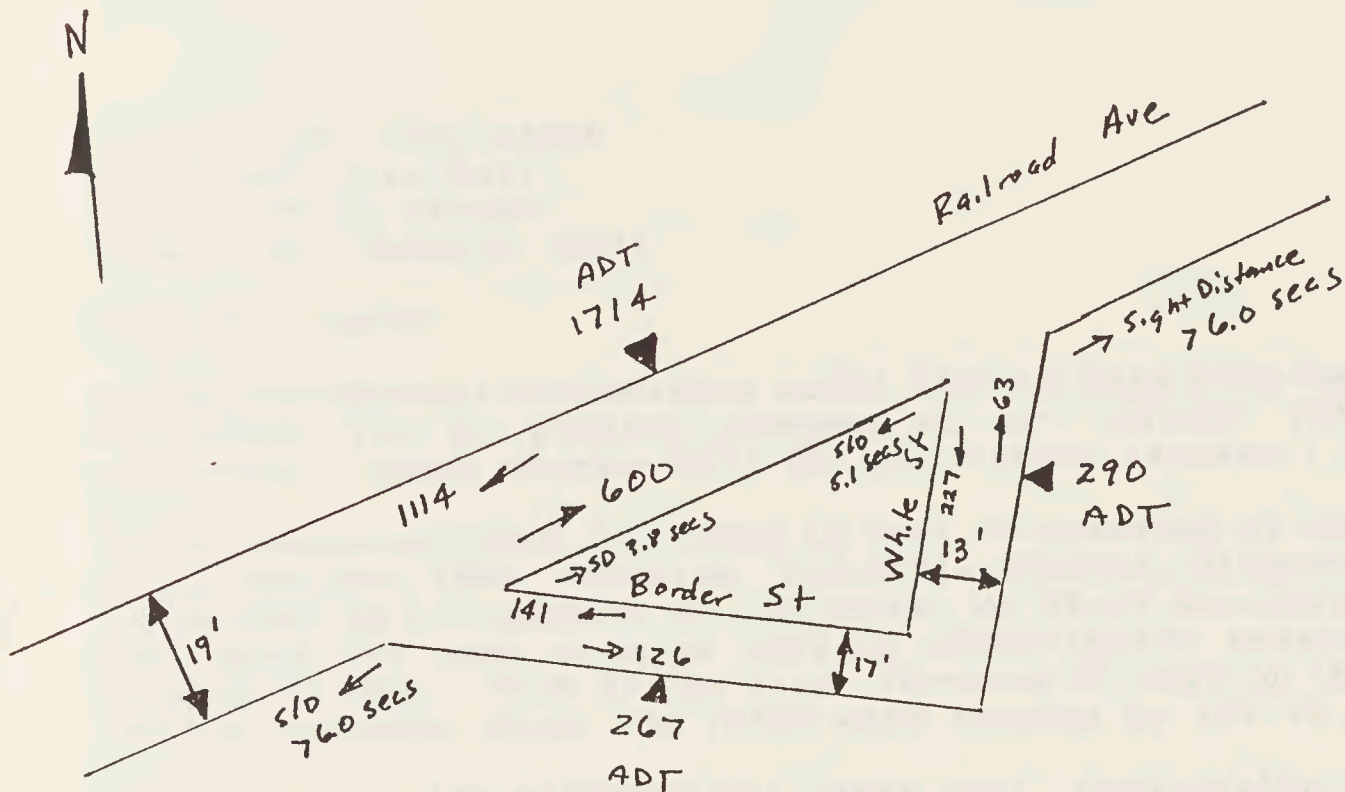 N
Railroad Ave
ADT
1714
Sight Distance
76.0 secs
63
S/D
5.1 secs
227
290
ADT
1114
600
White
13'
SD 3.8 secs
Border St
141
126
19'
17'
S/D
76.0 secs
267
ADT